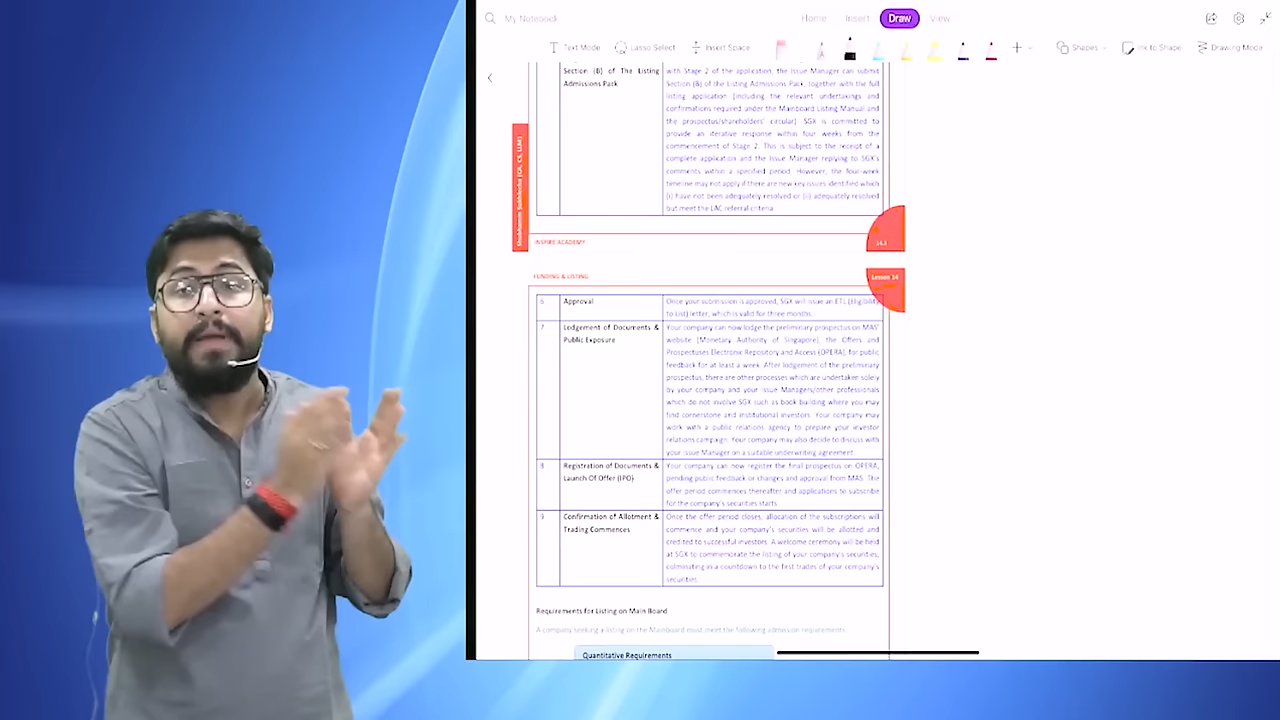 My Notebook
Home Insert Draw View
Text Mode Lasso Select Insert Space Shapes Ink to Shape Drawing Mode
Section (B) of The Listing
Admissions Pack
with Stage 2 of the application, the Issue Manager can submit
Section (B) of the Listing Admissions Pack, together with the full
listing application (including the relevant undertakings and
confirmations required under the Mainboard Listing Manual and
the prospectus/shareholders' circular). SGX is committed to
provide an iterative response within four weeks from the
commencement of Stage 2. This is subject to the receipt of a
complete application and the Issue Manager replying to SGX's
comments within a specified period. However, the four-week
timeline may not apply if there are new key issues identified which
(i) have not been adequately resolved or (ii) adequately resolved
but meet the LAC referral criteria.
Shubhamm Sukhlecha (CA, CS, LLM)
INSPIRE ACADEMY
14.3
FUNDING & LISTING
Lesson 14
6 Approval
Once your submission is approved, SGX will issue an ETL (Eligibility
to List) letter, which is valid for three months.
7 Lodgement of Documents &
Public Exposure
Your company can now lodge the preliminary prospectus on MAS'
website (Monetary Authority of Singapore), the Offers and
Prospectuses Electronic Repository and Access (OPERA), for public
feedback for at least a week. After lodgement of the preliminary
prospectus, there are other processes which are undertaken solely
by your company and your Issue Managers/other professionals
which do not involve SGX such as book building where you may
find cornerstone and institutional investors. Your company may
work with a public relations agency to prepare your investor
relations campaign. Your company may also decide to discuss with
your Issue Manager on a suitable underwriting agreement.
8 Registration of Documents &
Launch Of Offer (IPO)
Your company can now register the final prospectus on OPERA,
pending public feedback or changes and approval from MAS. The
offer period commences thereafter and applications to subscribe
for the company's securities starts.
9 Confirmation of Allotment &
Trading Commences
Once the offer period closes, allocation of the subscriptions will
commence and your company's securities will be allotted and
credited to successful investors. A welcome ceremony will be held
at SGX to commemorate the listing of your company's securities,
culminating in a countdown to the first trades of your company's
securities.
Requirements for Listing on Main Board
A company seeking a listing on the Mainboard must meet the following admission requirements:
Quantitative Requirements